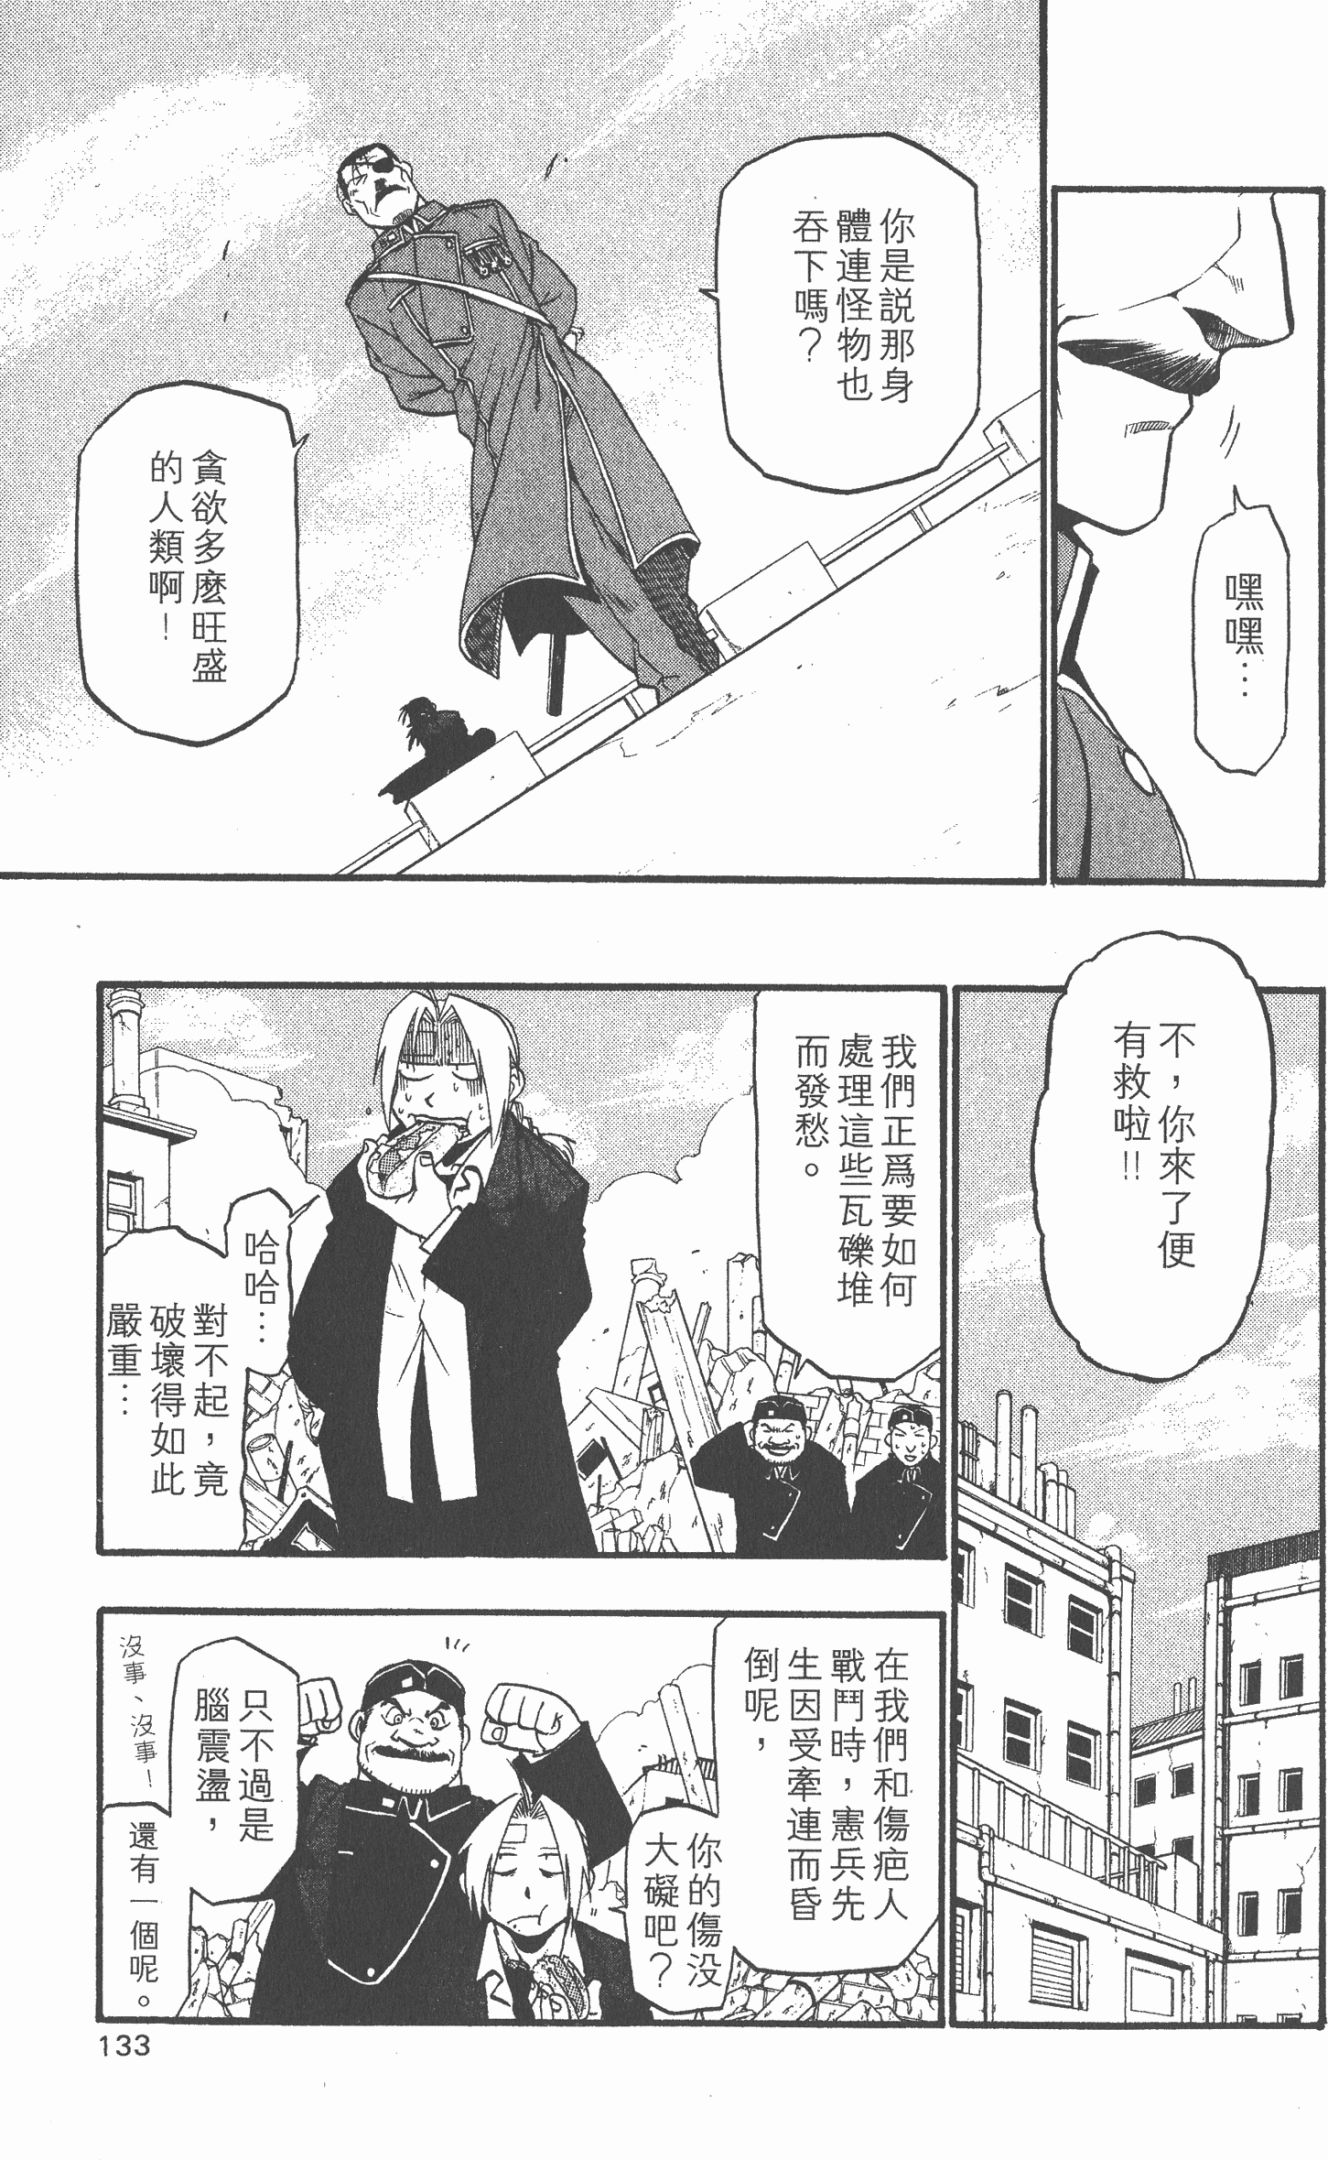 嘿嘿…
你是説那身
體連怪物也
吞下嗎？
貪欲多麼旺盛
的人類啊！
不，你來了便
有救啦!!
我們正爲要如何
處理這些瓦礫堆
而發愁。
哈哈…
對不起，竟
破壞得如此
嚴重…
在我們和傷疤人
戰鬥時，憲兵先
生因受牽連而昏
倒呢，
你的傷没
大礙吧？
只不過是
腦震盪，
沒事、沒事！
還有一個呢。
133